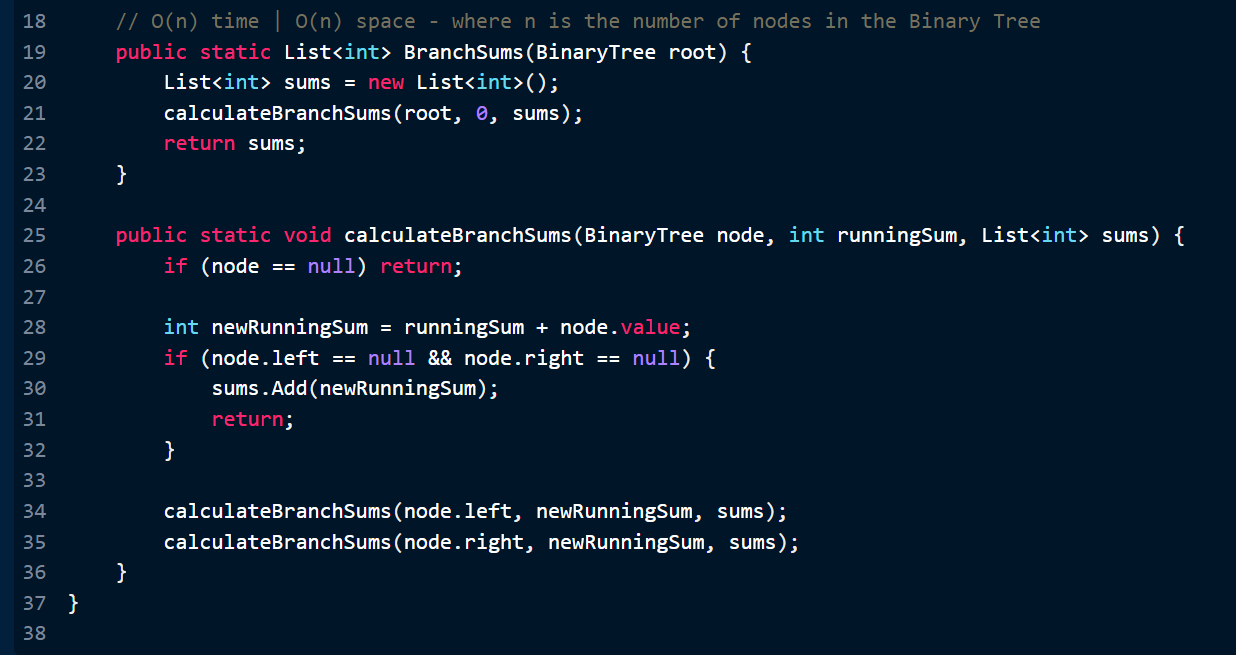 18 // O(n) time | O(n) space - where n is the number of nodes in the Binary Tree
19 public static List<int> BranchSums(BinaryTree root) {
20 List<int> sums = new List<int>();
21 calculateBranchSums(root, 0, sums);
22 return sums;
23 }
24
25 public static void calculateBranchSums(BinaryTree node, int runningSum, List<int> sums) {
26 if (node == null) return;
27
28 int newRunningSum = runningSum + node.value;
29 if (node.left == null && node.right == null) {
30 sums.Add(newRunningSum);
31 return;
32 }
33
34 calculateBranchSums(node.left, newRunningSum, sums);
35 calculateBranchSums(node.right, newRunningSum, sums);
36 }
37 }
38